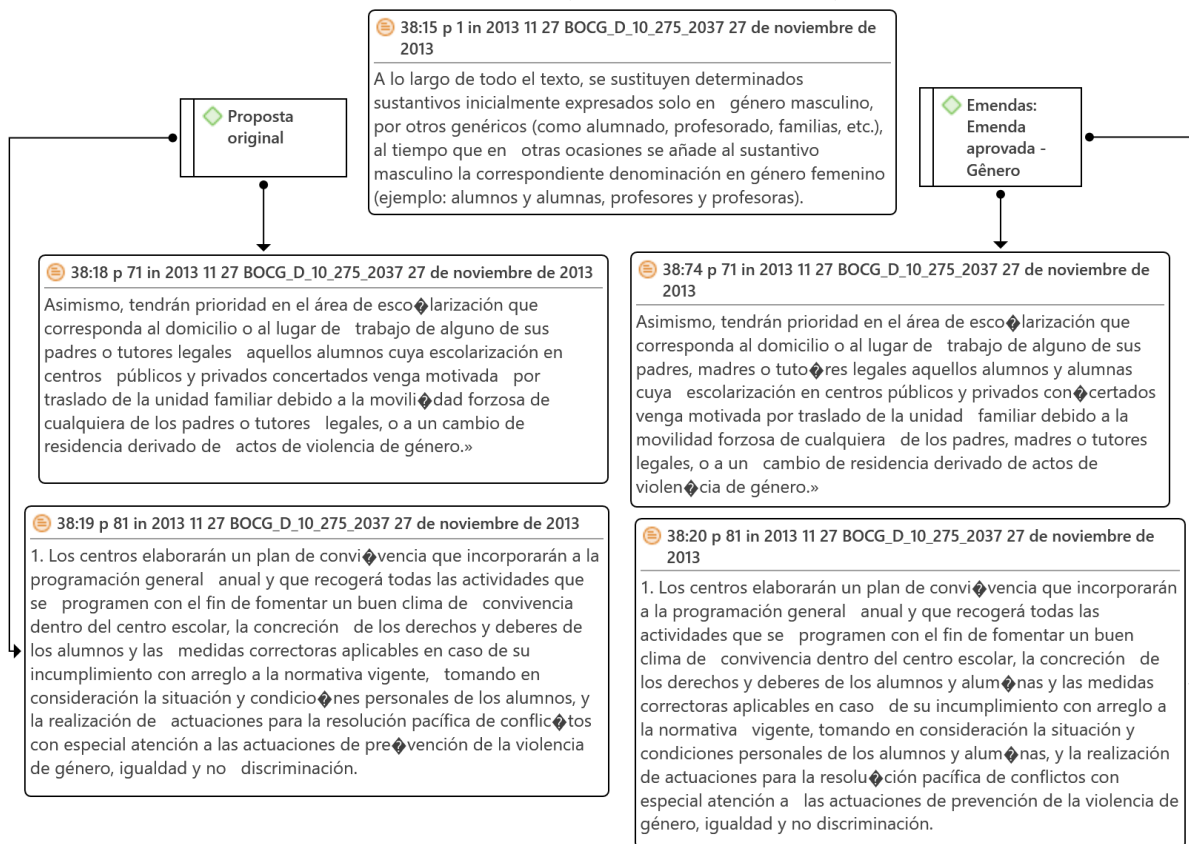 38:15 p 1 in 2013 11 27 BOCG_D_10_275_2037 27 de noviembre de
2013
A lo largo de todo el texto, se sustituyen determinados
sustantivos inicialmente expresados solo en género masculino,
por otros genéricos (como alumnado, profesorado, familias, etc.),
al tiempo que en otras ocasiones se añade al sustantivo
masculino la correspondiente denominación en género femenino
(ejemplo: alumnos y alumnas, profesores y profesoras).
Proposta
original
Emendas:
Emenda
aprovada -
Gênero
38:18 p 71 in 2013 11 27 BOCG_D_10_275_2037 27 de noviembre de 2013
Asimismo, tendrán prioridad en el área de esco�larización que
corresponda al domicilio o al lugar de trabajo de alguno de sus
padres o tutores legales aquellos alumnos cuya escolarización en
centros públicos y privados concertados venga motivada por
traslado de la unidad familiar debido a la movili�dad forzosa de
cualquiera de los padres o tutores legales, o a un cambio de
residencia derivado de actos de violencia de género.»
38:74 p 71 in 2013 11 27 BOCG_D_10_275_2037 27 de noviembre de
2013
Asimismo, tendrán prioridad en el área de esco�larización que
corresponda al domicilio o al lugar de trabajo de alguno de sus
padres, madres o tuto�res legales aquellos alumnos y alumnas
cuya escolarización en centros públicos y privados con�certados
venga motivada por traslado de la unidad familiar debido a la
movilidad forzosa de cualquiera de los padres, madres o tutores
legales, o a un cambio de residencia derivado de actos de
violen�cia de género.»
38:19 p 81 in 2013 11 27 BOCG_D_10_275_2037 27 de noviembre de 2013
1. Los centros elaborarán un plan de convi�vencia que incorporarán a la
programación general anual y que recogerá todas las actividades que
se programen con el fin de fomentar un buen clima de convivencia
dentro del centro escolar, la concreción de los derechos y deberes de
los alumnos y las medidas correctoras aplicables en caso de su
incumplimiento con arreglo a la normativa vigente, tomando en
consideración la situación y condicio�nes personales de los alumnos, y
la realización de actuaciones para la resolución pacífica de conflic�tos
con especial atención a las actuaciones de pre�vención de la violencia
de género, igualdad y no discriminación.
38:20 p 81 in 2013 11 27 BOCG_D_10_275_2037 27 de noviembre de
2013
1. Los centros elaborarán un plan de convi�vencia que incorporarán
a la programación general anual y que recogerá todas las
actividades que se programen con el fin de fomentar un buen
clima de convivencia dentro del centro escolar, la concreción de
los derechos y deberes de los alumnos y alum�nas y las medidas
correctoras aplicables en caso de su incumplimiento con arreglo a
la normativa vigente, tomando en consideración la situación y
condiciones personales de los alumnos y alum�nas, y la realización
de actuaciones para la resolu�ción pacífica de conflictos con
especial atención a las actuaciones de prevención de la violencia de
género, igualdad y no discriminación.